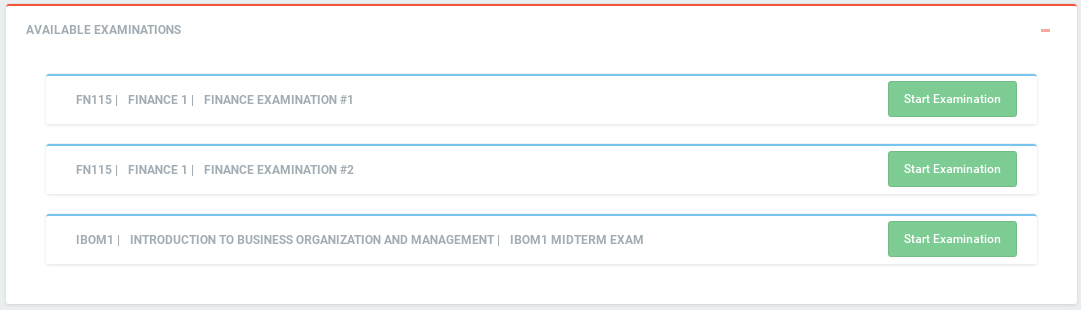 AVAILABLE EXAMINATIONS
FN115 | FINANCE 1 | FINANCE EXAMINATION #1 Start Examination
FN115 | FINANCE 1 | FINANCE EXAMINATION #2 Start Examination
IBOM1 | INTRODUCTION TO BUSINESS ORGANIZATION AND MANAGEMENT | IBOM1 MIDTERM EXAM Start Examination